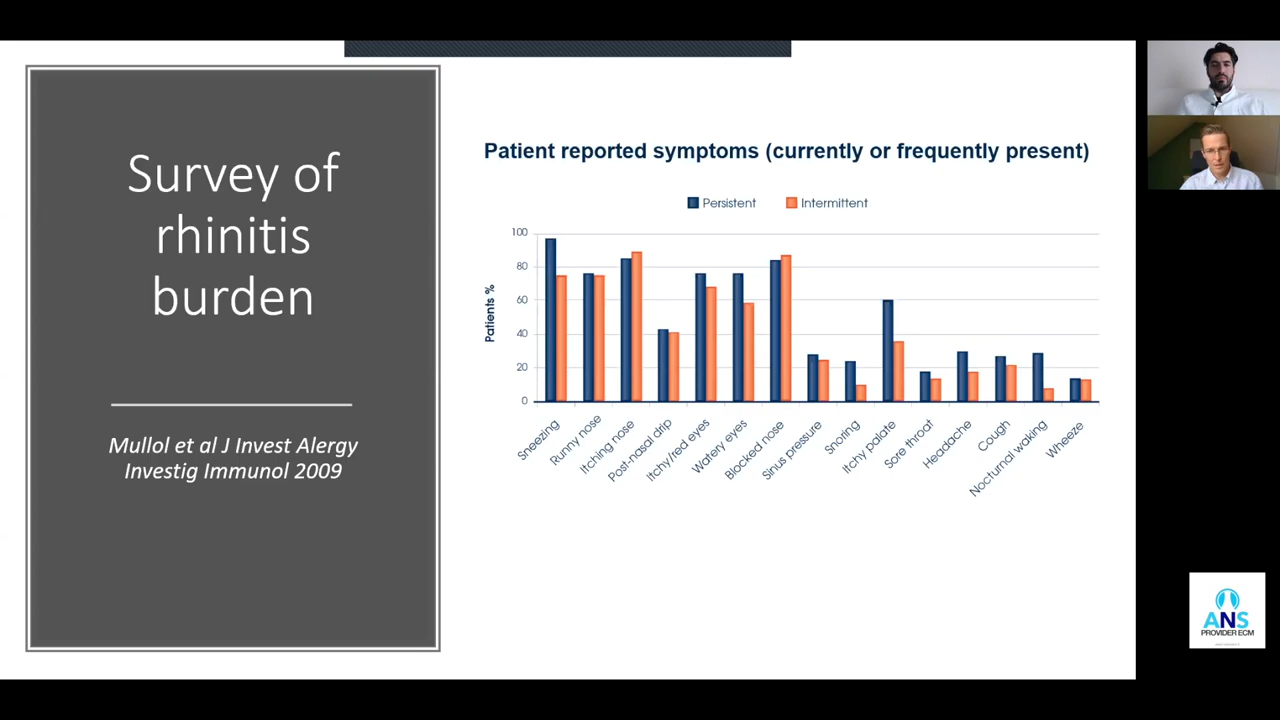 Survey of
rhinitis
burden
Mullol et al J Invest Alergy
Investig Immunol 2009
Patient reported symptoms (currently or frequently present)
Persistent
Intermittent
Patients %
100
80
60
40
20
0
Sneezing
Runny nose
Itching nose
Post-nasal drip
Itchy/red eyes
Watery eyes
Blocked nose
Sinus pressure
Snoring
Itchy palate
Sore throat
Headache
Cough
Nocturnal waking
Wheeze
ANS
PROVIDER ECM